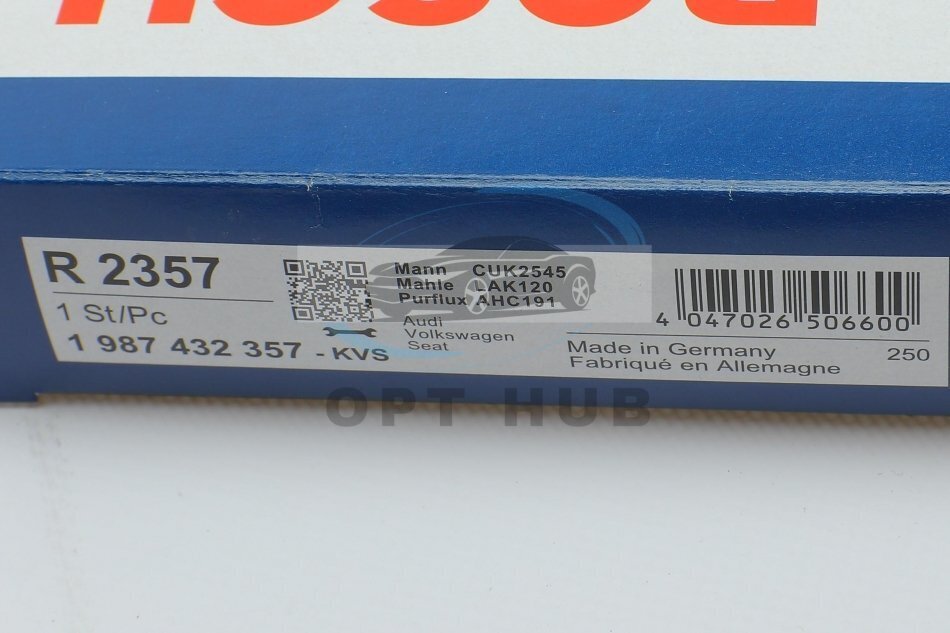 BOSCH
R 2357
1 St/Pc
1 987 432 357 - KVS
Mann CUK2545
Mahle LAK120
Purflux AHC191
Audi
Volkswagen
Seat
4 047026 506600
Made in Germany 250
Fabriqué en Allemagne
OPT HUB